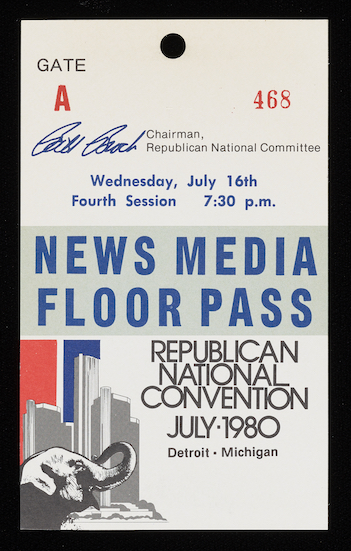 GATE
A
468
Bill Brock
Chairman,
Republican National Committee
Wednesday, July 16th
Fourth Session 7:30 p.m.
NEWS MEDIA
FLOOR PASS
REPUBLICAN
NATIONAL
CONVENTION
JULY·1980
Detroit · Michigan